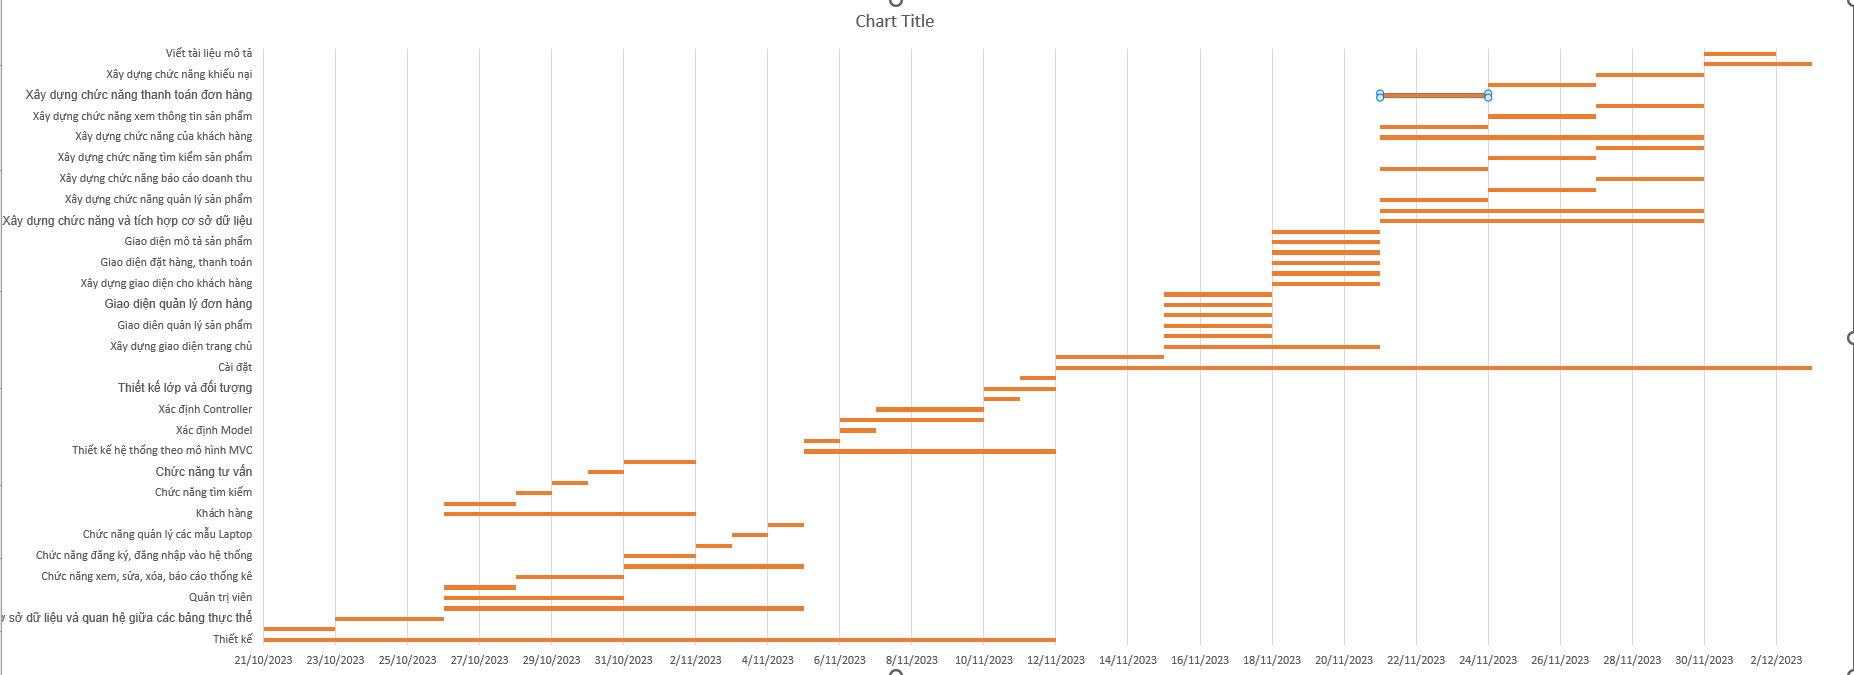 Chart Title
Viết tài liệu mô tả
Xây dựng chức năng khiếu nại
Xây dựng chức năng thanh toán đơn hàng
Xây dựng chức năng xem thông tin sản phẩm
Xây dựng chức năng của khách hàng
Xây dựng chức năng tìm kiếm sản phẩm
Xây dựng chức năng báo cáo doanh thu
Xây dựng chức năng quản lý sản phẩm
Xây dựng chức năng và tích hợp cơ sở dữ liệu
Giao diện mô tả sản phẩm
Giao diện đặt hàng, thanh toán
Xây dựng giao diện cho khách hàng
Giao diện quản lý đơn hàng
Giao diên quản lý sản phẩm
Xây dựng giao diện trang chủ
Cài đặt
Thiết kế lớp và đối tượng
Xác định Controller
Xác định Model
Thiết kế hệ thống theo mô hình MVC
Chức năng tư vấn
Chức năng tìm kiếm
Khách hàng
Chức năng quản lý các mẫu Laptop
Chức năng đăng ký, đăng nhập vào hệ thống
Chức năng xem, sửa, xóa, báo cáo thống kê
Quản trị viên
sở dữ liệu và quan hệ giữa các bảng thực thể
Thiết kế
21/10/2023 23/10/2023 25/10/2023 27/10/2023 29/10/2023 31/10/2023 2/11/2023 4/11/2023 6/11/2023 8/11/2023 10/11/2023 12/11/2023 14/11/2023 16/11/2023 18/11/2023 20/11/2023 22/11/2023 24/11/2023 26/11/2023 28/11/2023 30/11/2023 2/12/2023